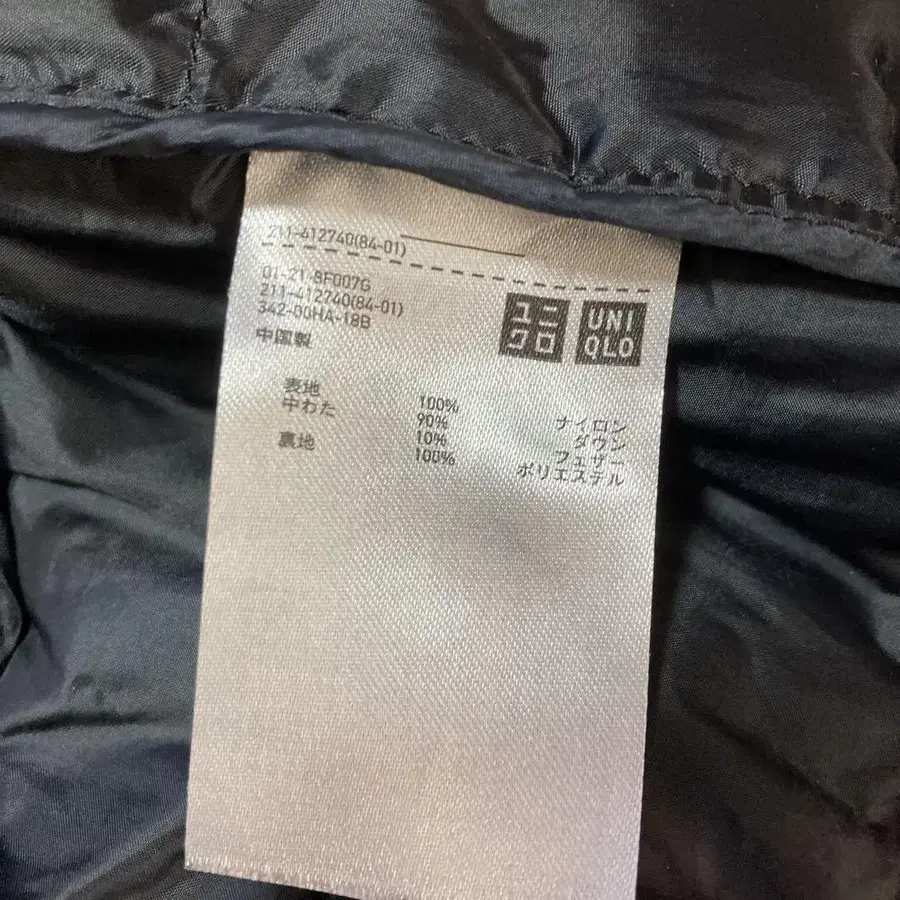 211-412740(84-01)
01-21-8F007G
211-412740(84-01)
342-00HA-18B
中国製
ユニ
クロ
UNI
QLO
表地 100% ナイロン
中わた 90% ダウン
10% フェザー
裏地 100% ポリエステル